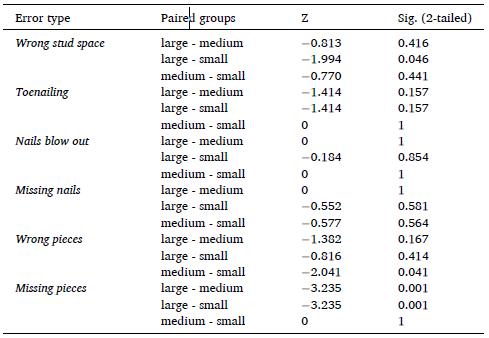 Error type Paired groups Z Sig. (2-tailed)
Wrong stud space large - medium −0.813 0.416
large - small −1.994 0.046
medium - small −0.770 0.441
Toenailing large - medium −1.414 0.157
large - small −1.414 0.157
medium - small 0 1
Nails blow out large - medium 0 1
large - small −0.184 0.854
medium - small 0 1
Missing nails large - medium 0 1
large - small −0.552 0.581
medium - small −0.577 0.564
Wrong pieces large - medium −1.382 0.167
large - small −0.816 0.414
medium - small −2.041 0.041
Missing pieces large - medium −3.235 0.001
large - small −3.235 0.001
medium - small 0 1